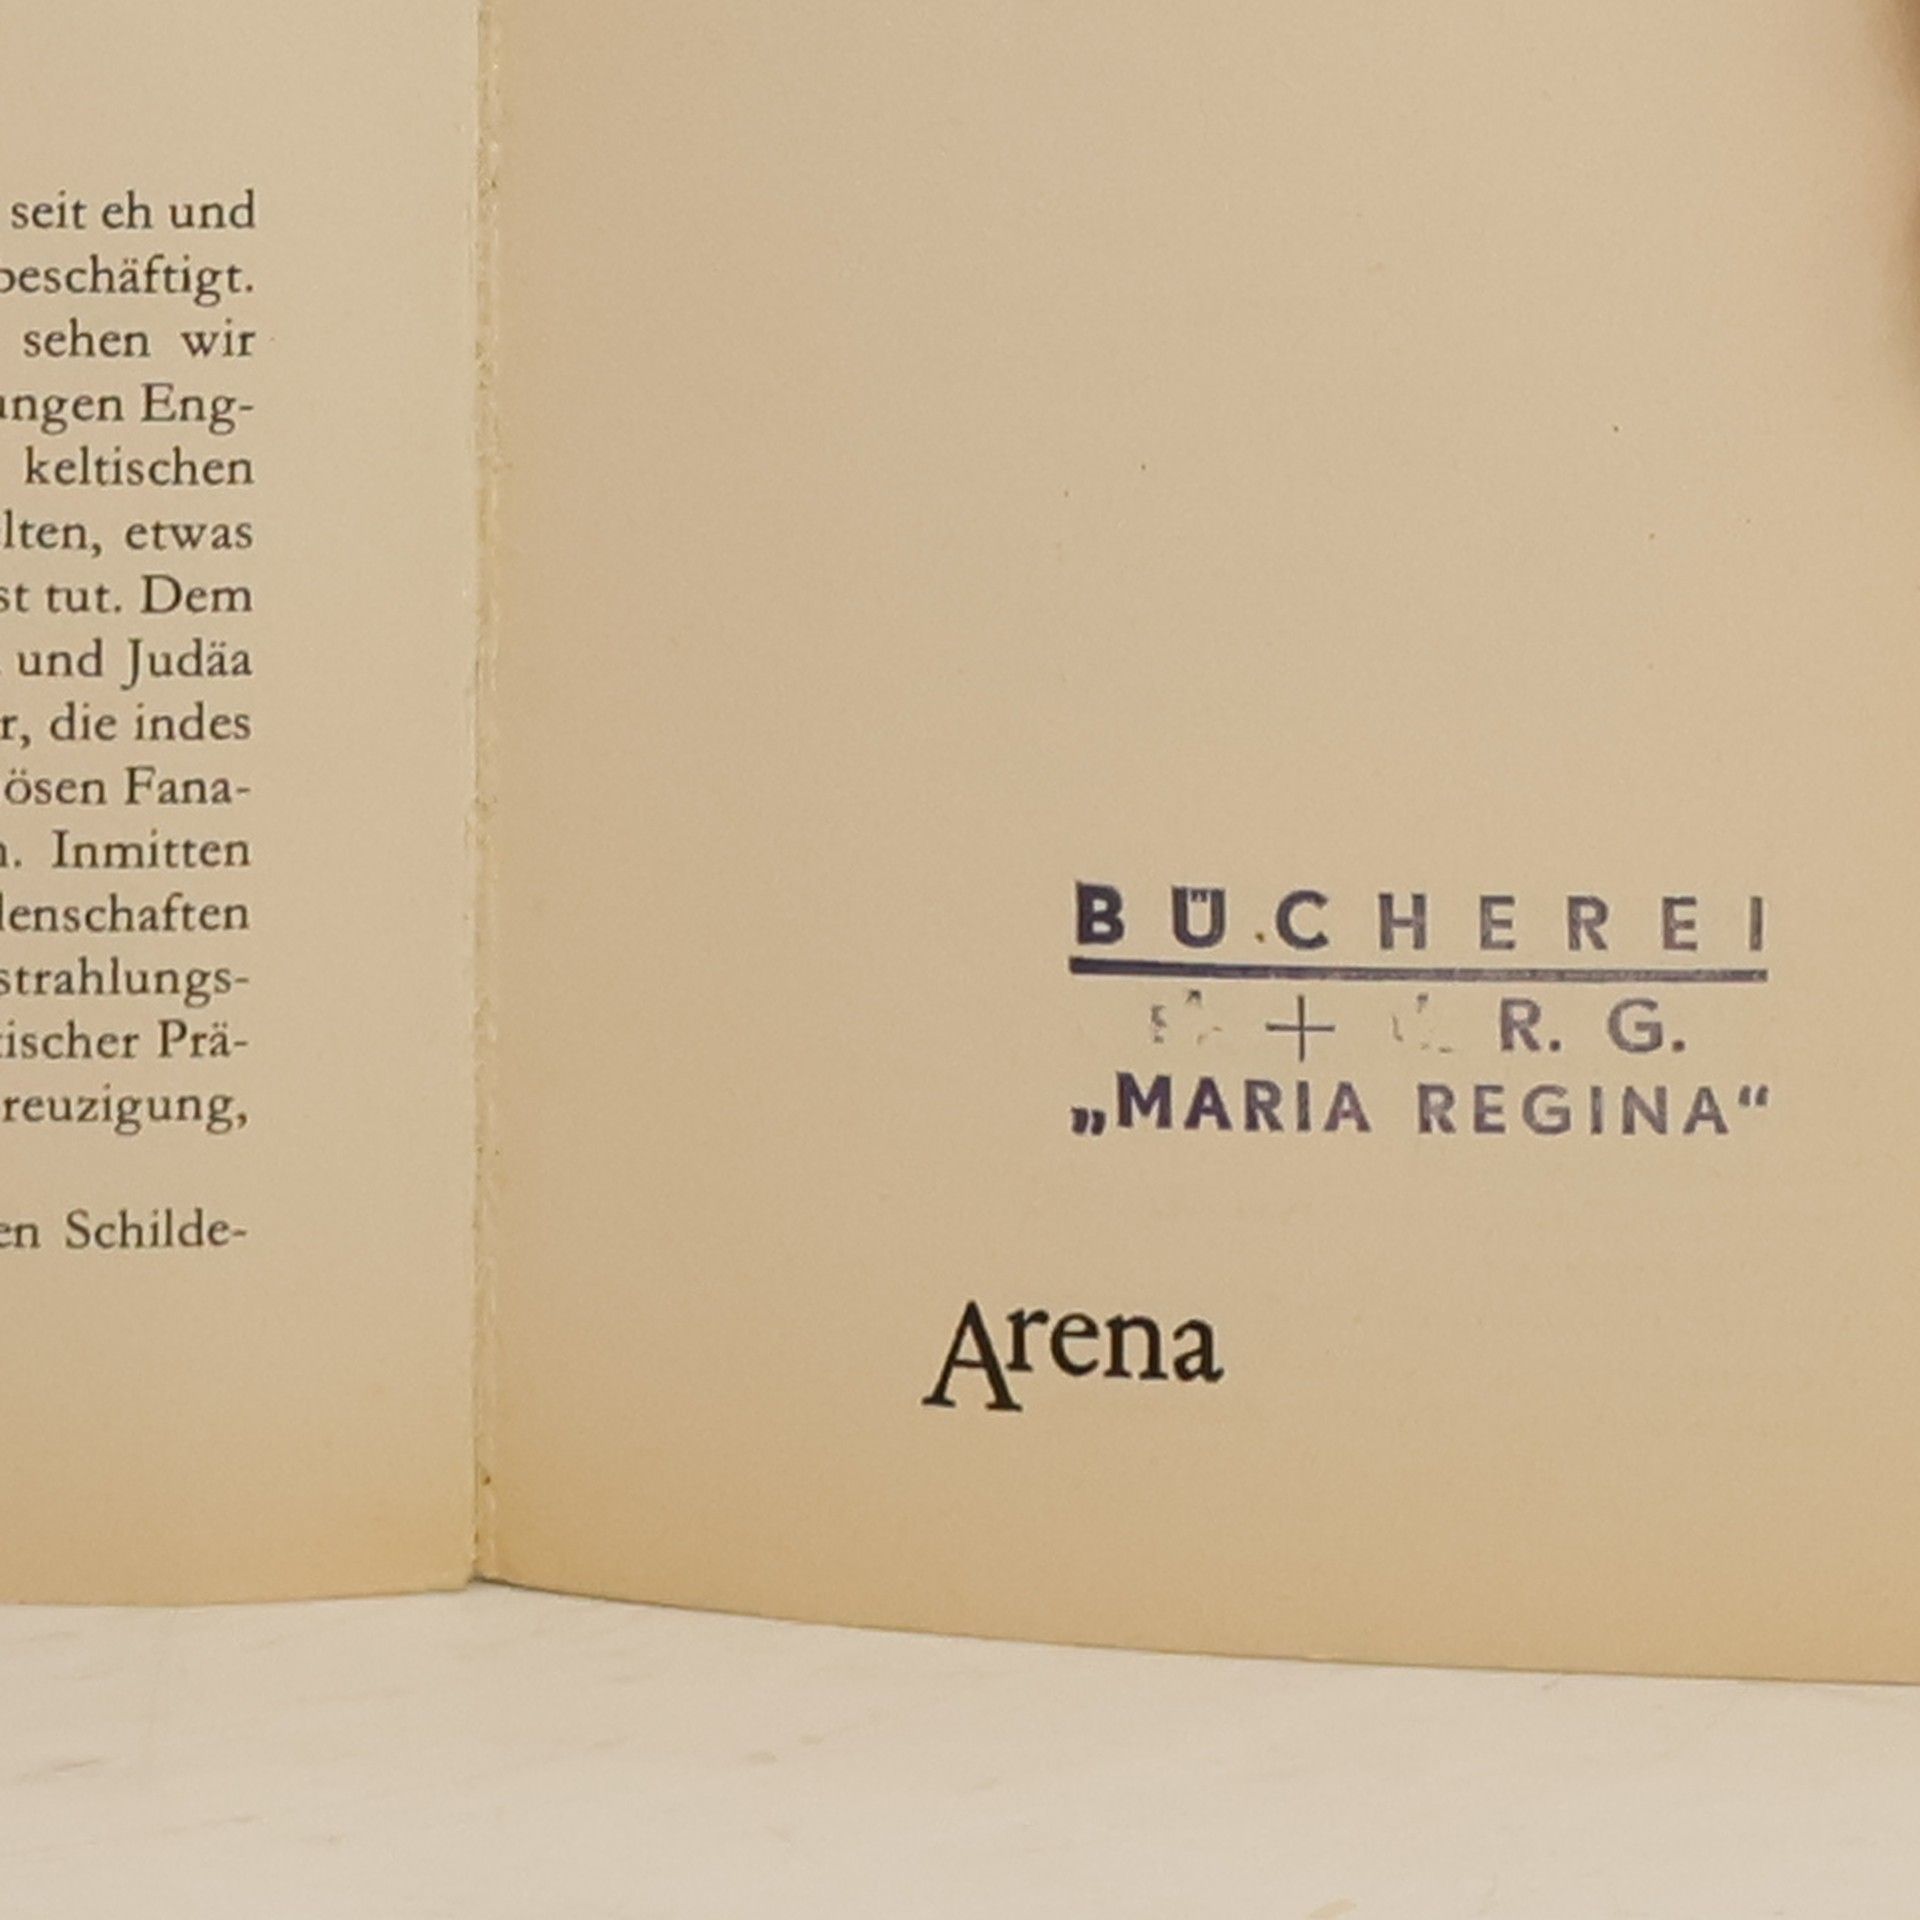 seit eh und
beschäftigt.
sehen wir
ungen Eng-
keltischen
lten, etwas
st tut. Dem
und Judäa
r, die indes
ösen Fana-
n. Inmitten
denschaften
strahlungs-
tischer Prä-
reuzigung,
en Schilde-
BÜCHEREI
+ R. G.
„MARIA REGINA“
Arena